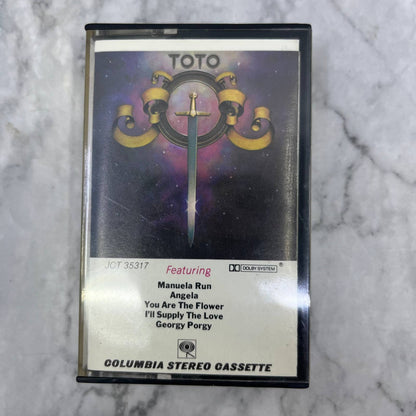 TOTO
JCT 35317
Featuring
DOLBY SYSTEM ®
Manuela Run
Angela
You Are The Flower
I'll Supply The Love
Georgy Porgy
COLUMBIA STEREO CASSETTE